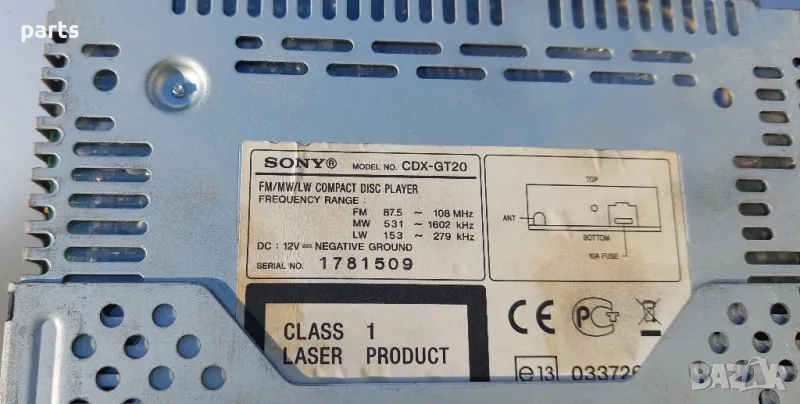 parts
SONY® MODEL NO. CDX-GT20
FM/MW/LW COMPACT DISC PLAYER
FREQUENCY RANGE :
FM 87.5 ~ 108 MHz
MW 531 ~ 1602 kHz
LW 153 ~ 279 kHz
DC : 12V⎓ NEGATIVE GROUND
SERIAL NO. 1781509
TOP
ANT
BOTTOM
10A FUSE
CLASS 1
LASER PRODUCT
CE
e13 033726
BAZAR